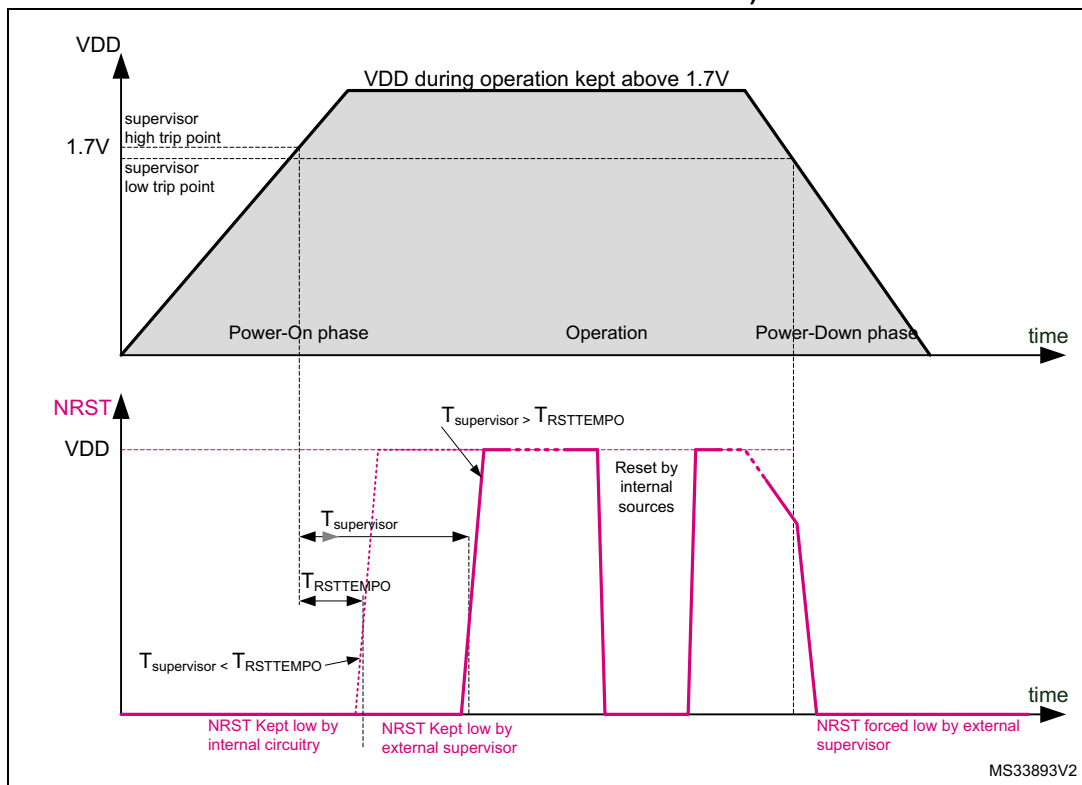 VDD
VDD during operation kept above 1.7V
supervisor
high trip point
1.7V
supervisor
low trip point
Power-On phase
Operation
Power-Down phase
time
NRST
VDD
Tsupervisor > TRSTTEMPO
Reset by
internal
sources
Tsupervisor
TRSTTEMPO
Tsupervisor < TRSTTEMPO
time
NRST Kept low by
internal circuitry
NRST Kept low by
external supervisor
NRST forced low by external
supervisor
MS33893V2